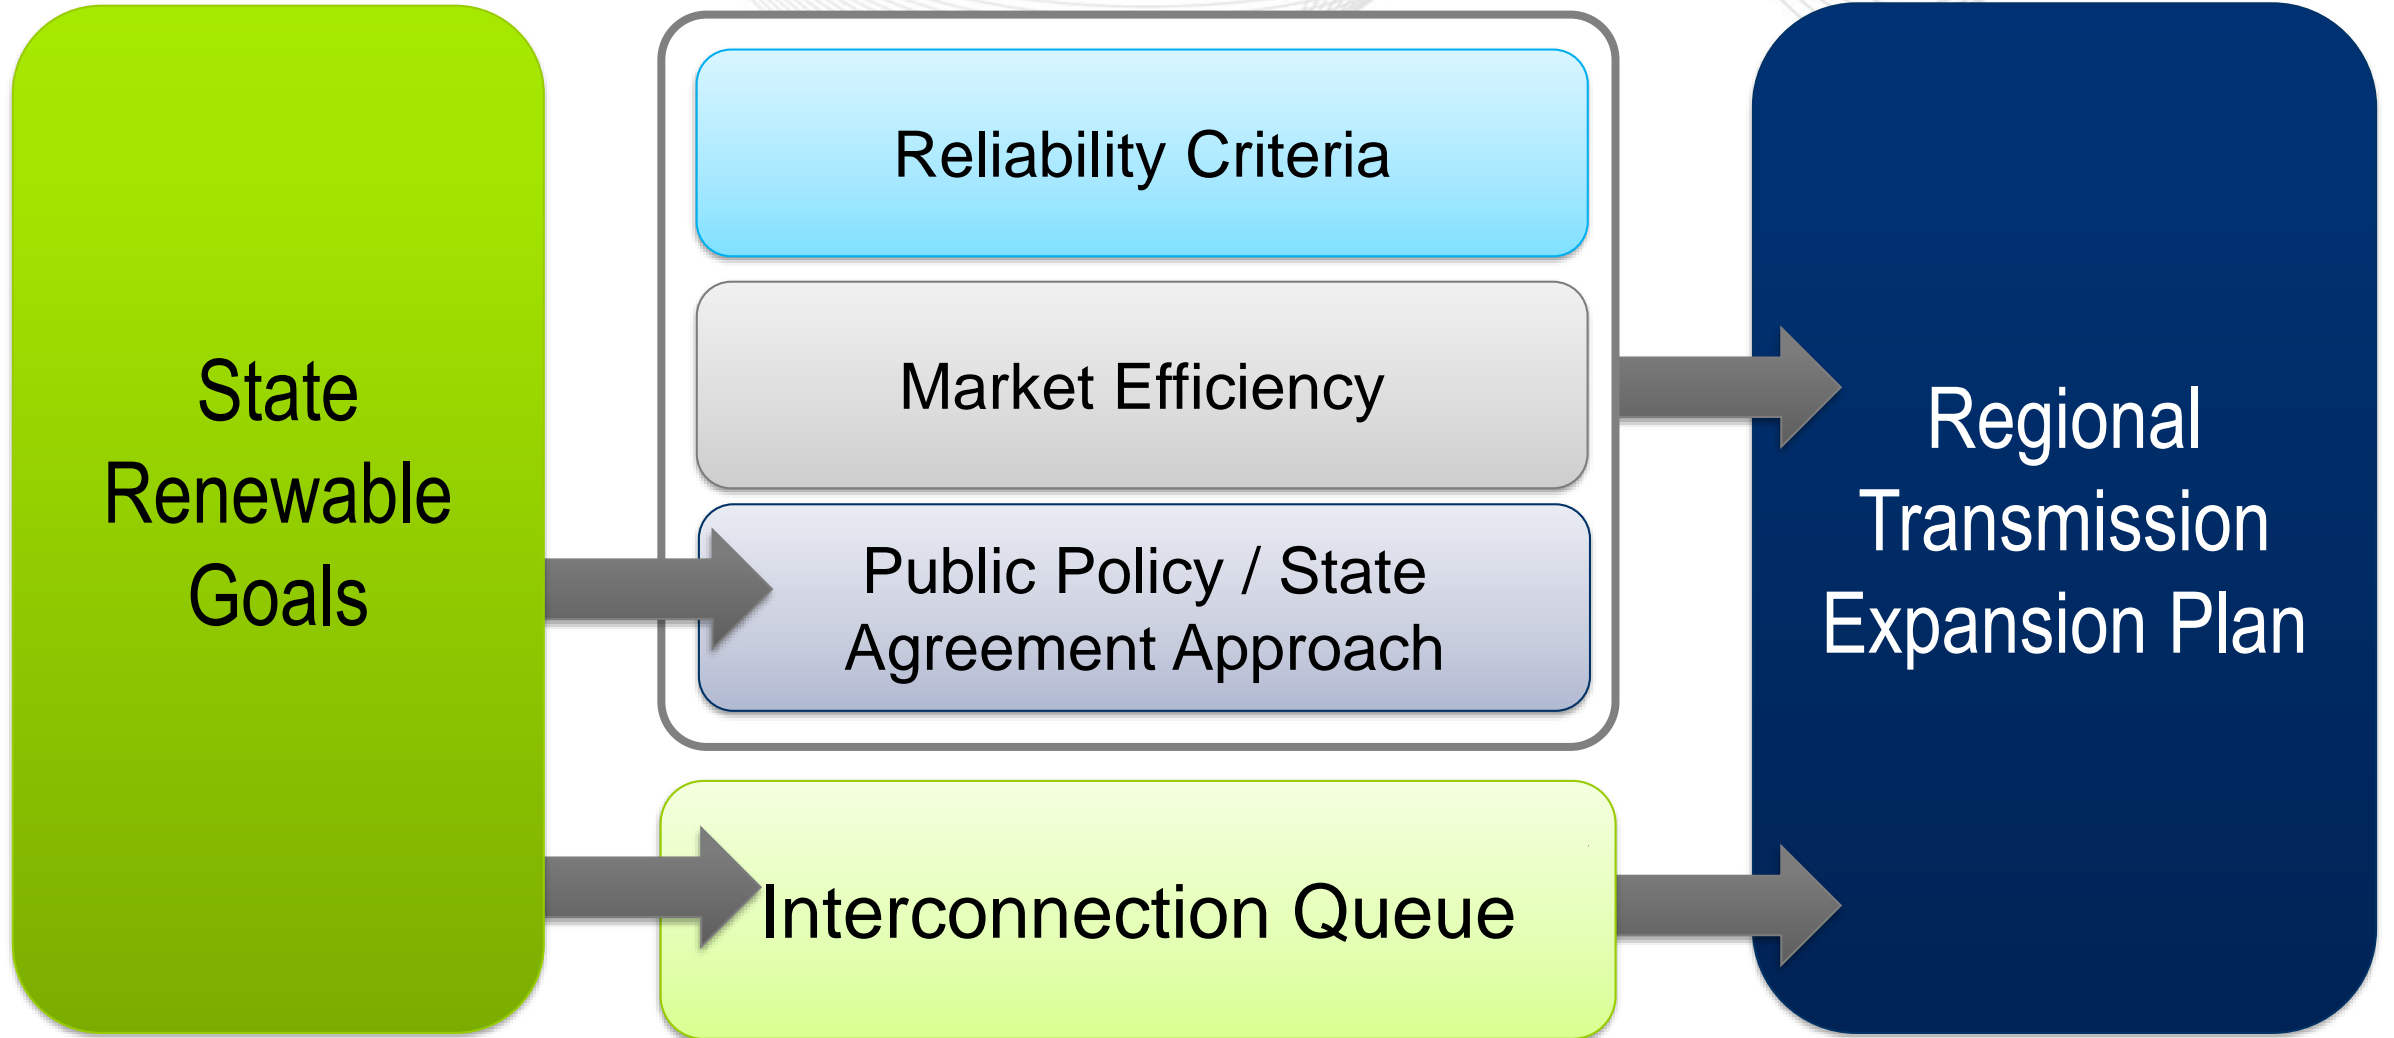 State
Renewable
Goals
Reliability Criteria
Market Efficiency
Public Policy / State
Agreement Approach
Interconnection Queue
Regional
Transmission
Expansion Plan